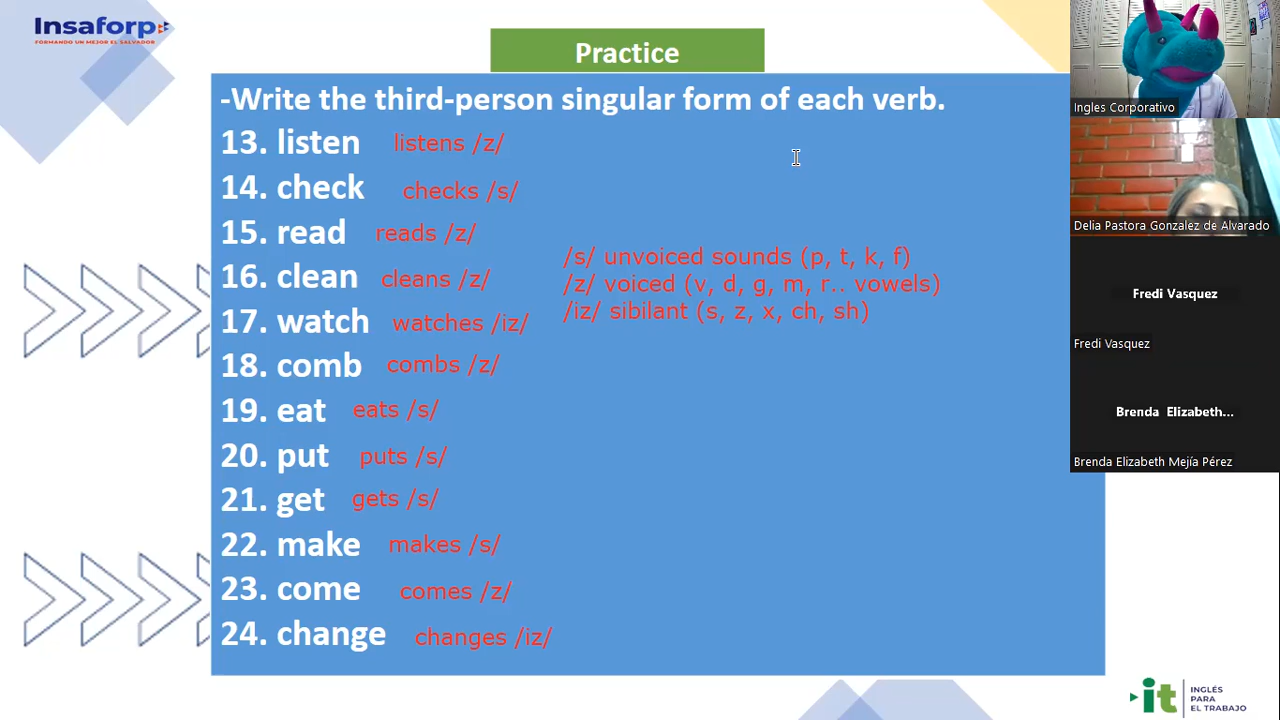 Insaforp
FORMANDO UN MEJOR EL SALVADOR
Practice
-Write the third-person singular form of each verb.
13. listen listens /z/
14. check checks /s/
15. read reads /z/
16. clean cleans /z/
17. watch watches /iz/
18. comb combs /z/
19. eat eats /s/
20. put puts /s/
21. get gets /s/
22. make makes /s/
23. come comes /z/
24. change changes /iz/
/s/ unvoiced sounds (p, t, k, f)
/z/ voiced (v, d, g, m, r.. vowels)
/iz/ sibilant (s, z, x, ch, sh)
Ingles Corporativo
Delia Pastora Gonzalez de Alvarado
Fredi Vasquez
Fredi Vasquez
Brenda Elizabeth...
Brenda Elizabeth Mejía Pérez
it
INGLÉS
PARA
EL TRABAJO